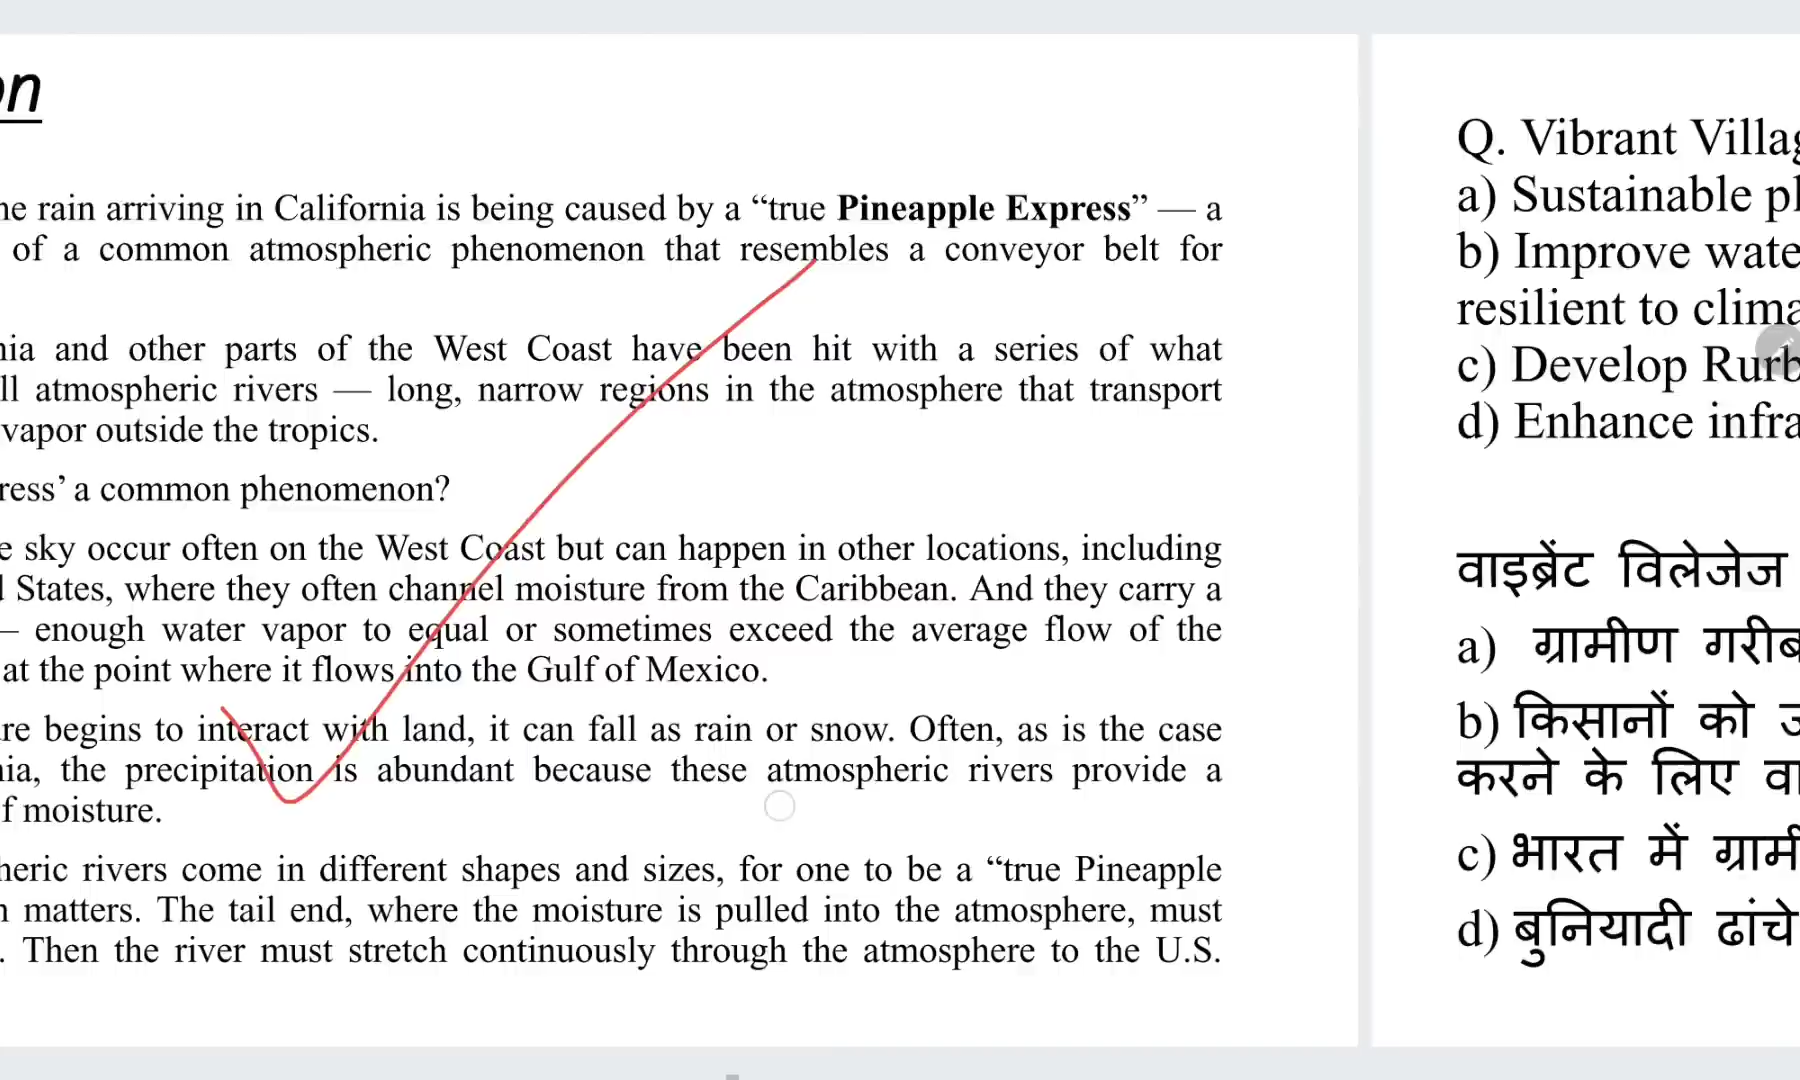 on
he rain arriving in California is being caused by a “true Pineapple Express” — a
of a common atmospheric phenomenon that resembles a conveyor belt for
nia and other parts of the West Coast have been hit with a series of what
ll atmospheric rivers — long, narrow regions in the atmosphere that transport
vapor outside the tropics.
ress’ a common phenomenon?
e sky occur often on the West Coast but can happen in other locations, including
d States, where they often channel moisture from the Caribbean. And they carry a
— enough water vapor to equal or sometimes exceed the average flow of the
at the point where it flows into the Gulf of Mexico.
re begins to interact with land, it can fall as rain or snow. Often, as is the case
nia, the precipitation is abundant because these atmospheric rivers provide a
f moisture.
heric rivers come in different shapes and sizes, for one to be a “true Pineapple
n matters. The tail end, where the moisture is pulled into the atmosphere, must
. Then the river must stretch continuously through the atmosphere to the U.S.
Q. Vibrant Villag
a) Sustainable pl
b) Improve wate
resilient to clima
c) Develop Rurb
d) Enhance infra
वाइब्रेंट विलेजेज
a) ग्रामीण गरीब
b) किसानों को ज
करने के लिए वा
c) भारत में ग्रामी
d) बुनियादी ढांचे